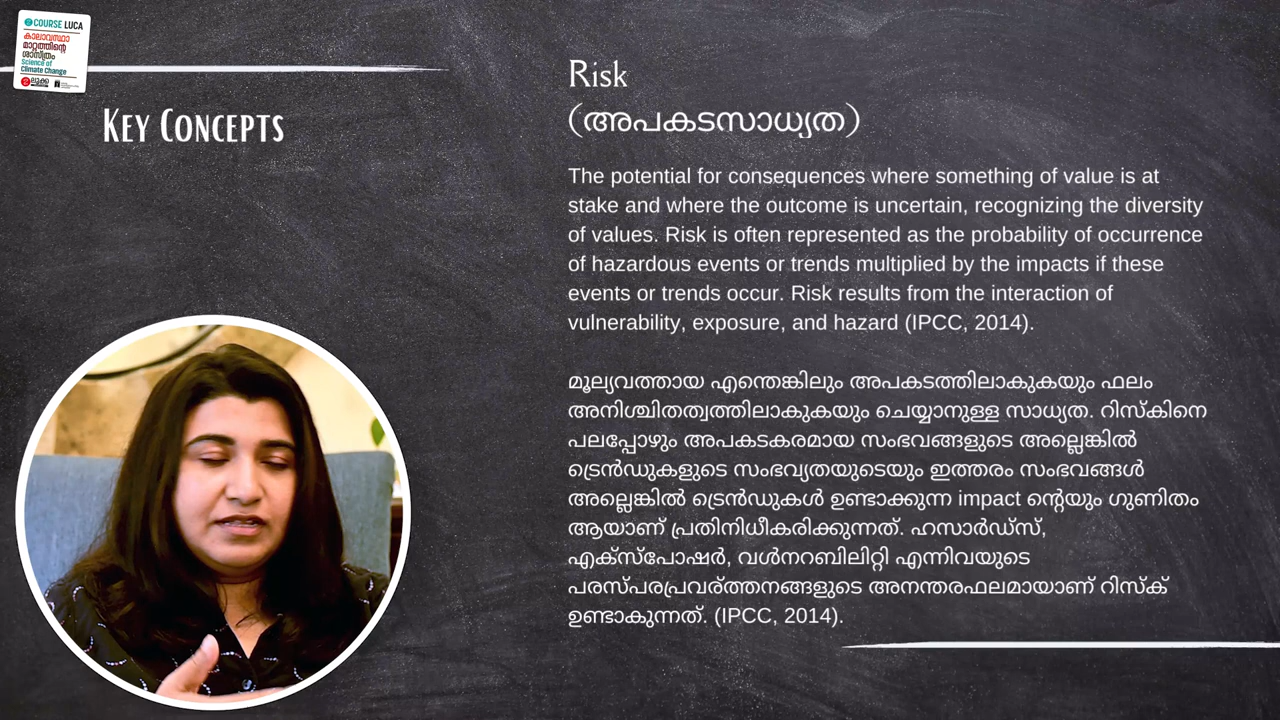 COURSE LUCA
കാലാവസ്ഥാ
മാറ്റത്തിന്റെ
ശാസ്ത്രം
Science of
Climate Change
ലൂക്ക
KEY CONCEPTS
Risk
(അപകടസാധ്യത)
The potential for consequences where something of value is at
stake and where the outcome is uncertain, recognizing the diversity
of values. Risk is often represented as the probability of occurrence
of hazardous events or trends multiplied by the impacts if these
events or trends occur. Risk results from the interaction of
vulnerability, exposure, and hazard (IPCC, 2014).
മൂല്യവത്തായ എന്തെങ്കിലും അപകടത്തിലാകുകയും ഫലം
അനിശ്ചിതത്വത്തിലാകുകയും ചെയ്യാനുള്ള സാധ്യത. റിസ്കിനെ
പലപ്പോഴും അപകടകരമായ സംഭവങ്ങളുടെ അല്ലെങ്കിൽ
ട്രെൻഡുകളുടെ സംഭവ്യതയുടെയും ഇത്തരം സംഭവങ്ങൾ
അല്ലെങ്കിൽ ട്രെൻഡുകൾ ഉണ്ടാക്കുന്ന impact ന്റെയും ഗുണിതം
ആയാണ് പ്രതിനിധീകരിക്കുന്നത്. ഹസാർഡ്സ്,
എക്സ്പോഷർ, വൾനറബിലിറ്റി എന്നിവയുടെ
പരസ്പരപ്രവര്‍ത്തനങ്ങളുടെ അനന്തരഫലമായാണ് റിസ്ക്
ഉണ്ടാകുന്നത്. (IPCC, 2014).